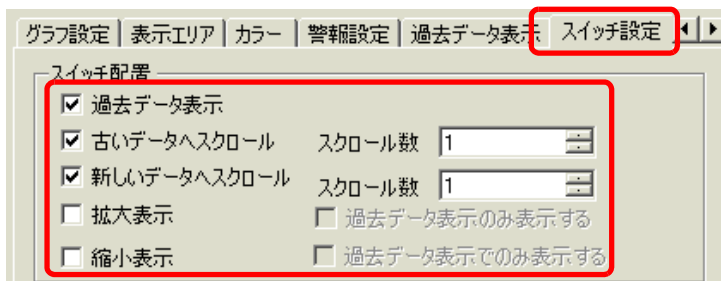 グラフ設定 表示エリア カラー 警報設定 過去データ表示 スイッチ設定
スイッチ配置
過去データ表示
古いデータへスクロール スクロール数 1
新しいデータへスクロール スクロール数 1
拡大表示 過去データ表示のみ表示する
縮小表示 過去データ表示でのみ表示する